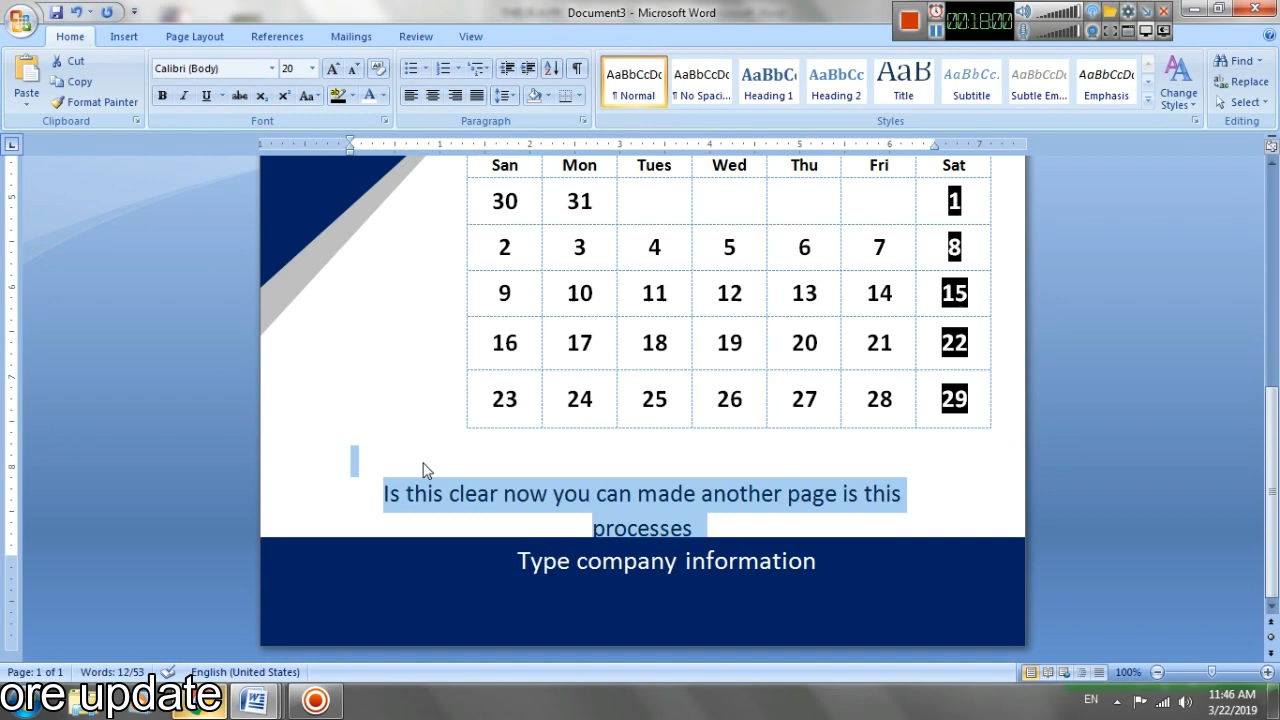 Document3 - Microsoft Word
00:18:00
Home Insert Page Layout References Mailings Review View
Paste
Cut
Copy
Format Painter
Clipboard
Calibri (Body) 20
Font
Paragraph
AaBbCcDc AaBbCcDc AaBbCc AaBbCc AaB AaBbCc. AaBbCcDc AaBbCcDc
¶ Normal ¶ No Spaci... Heading 1 Heading 2 Title Subtitle Subtle Em... Emphasis
Change Styles
Styles
Find
Replace
Select
Editing
San Mon Tues Wed Thu Fri Sat
30 31 1
2 3 4 5 6 7 8
9 10 11 12 13 14 15
16 17 18 19 20 21 22
23 24 25 26 27 28 29
Is this clear now you can made another page is this
processes
Type company information
Page: 1 of 1 Words: 12/53 English (United States) 100%
ore update
EN
11:46 AM
3/22/2019